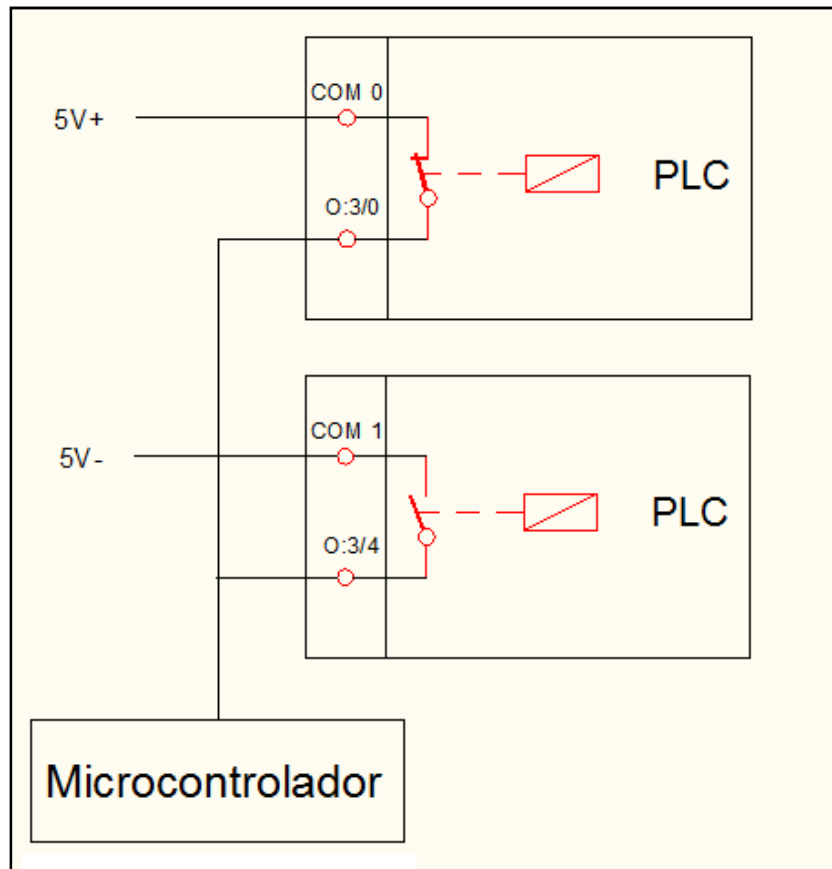 COM 0
5V+
PLC
O:3/0
COM 1
5V-
PLC
O:3/4
Microcontrolador